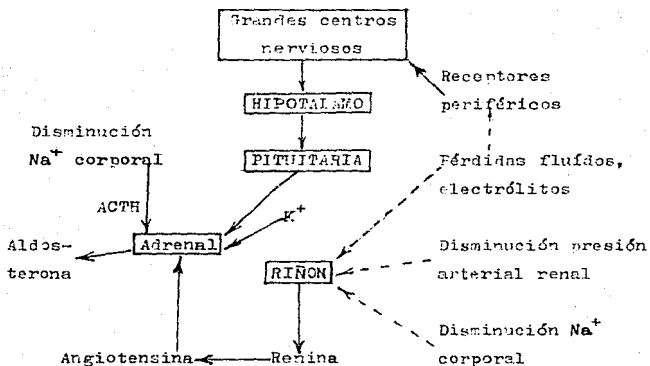 Grandes centros
nerviosos
HIPOTALAMO
Receptores
periféricos
Disminución
Na+ corporal
PITUITARIA
Pérdidas fluídos,
electrólitos
ACTH
K+
Aldos-
terona
Adrenal
Disminución presión
arterial renal
RIÑON
Disminución Na+
corporal
Angiotensina
Renina